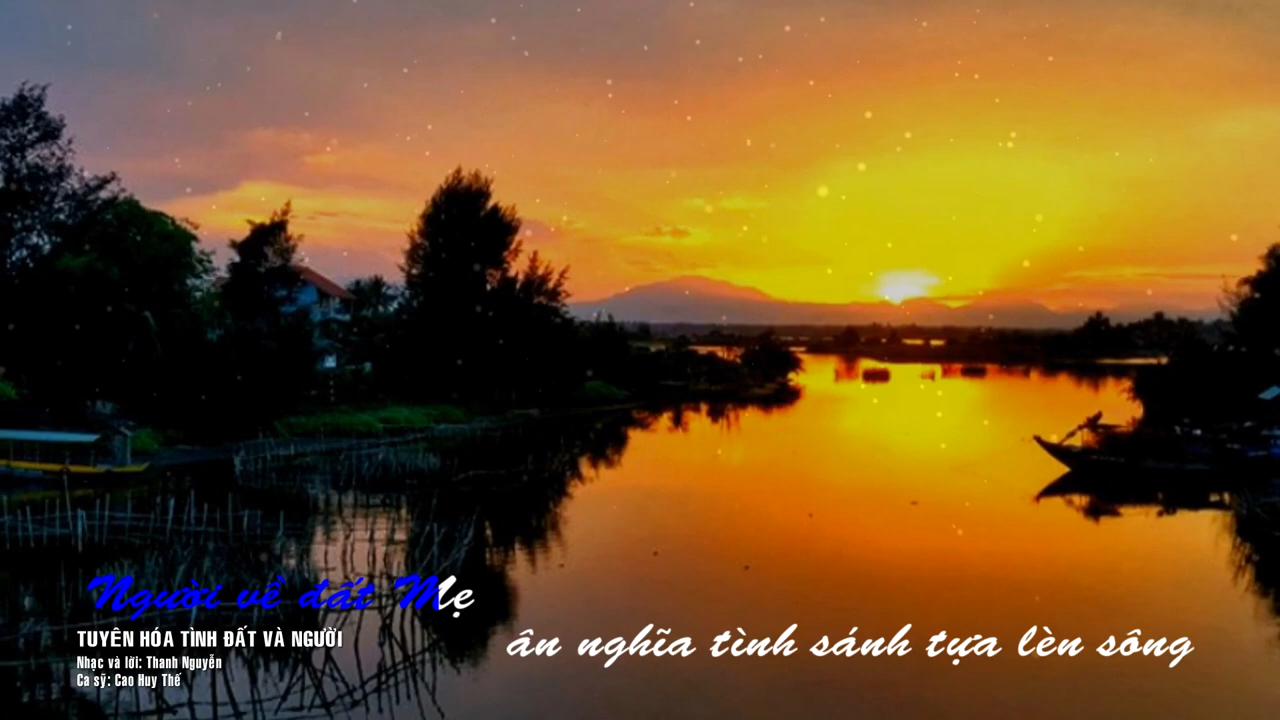 Người về đất Mẹ
ân nghĩa tình sánh tựa lèn sông
TUYÊN HÓA TÌNH ĐẤT VÀ NGƯỜI
Nhạc và lời: Thanh Nguyễn
Ca sỹ: Cao Huy Thế